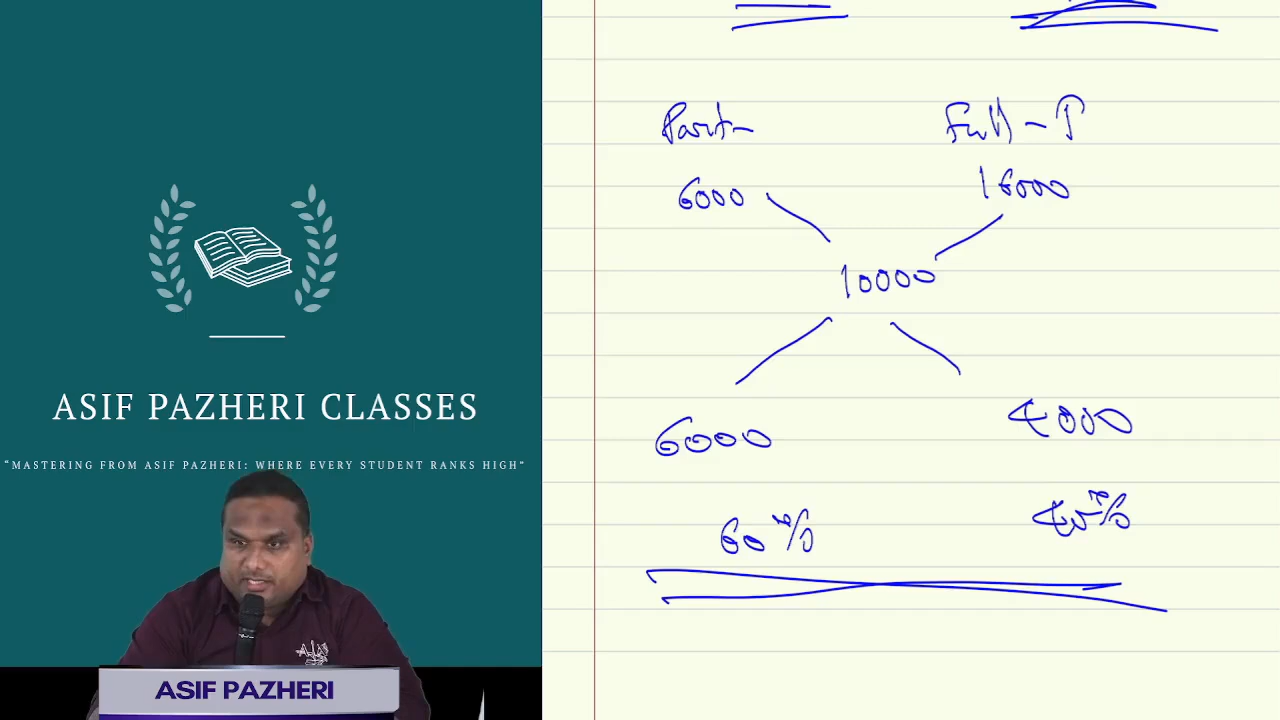 ASIF PAZHERI CLASSES
"MASTERING FROM ASIF PAZHERI: WHERE EVERY STUDENT RANKS HIGH"
ASIF PAZHERI
Part- Full-T
6000 16000
10000
6000 4000
60% 40%